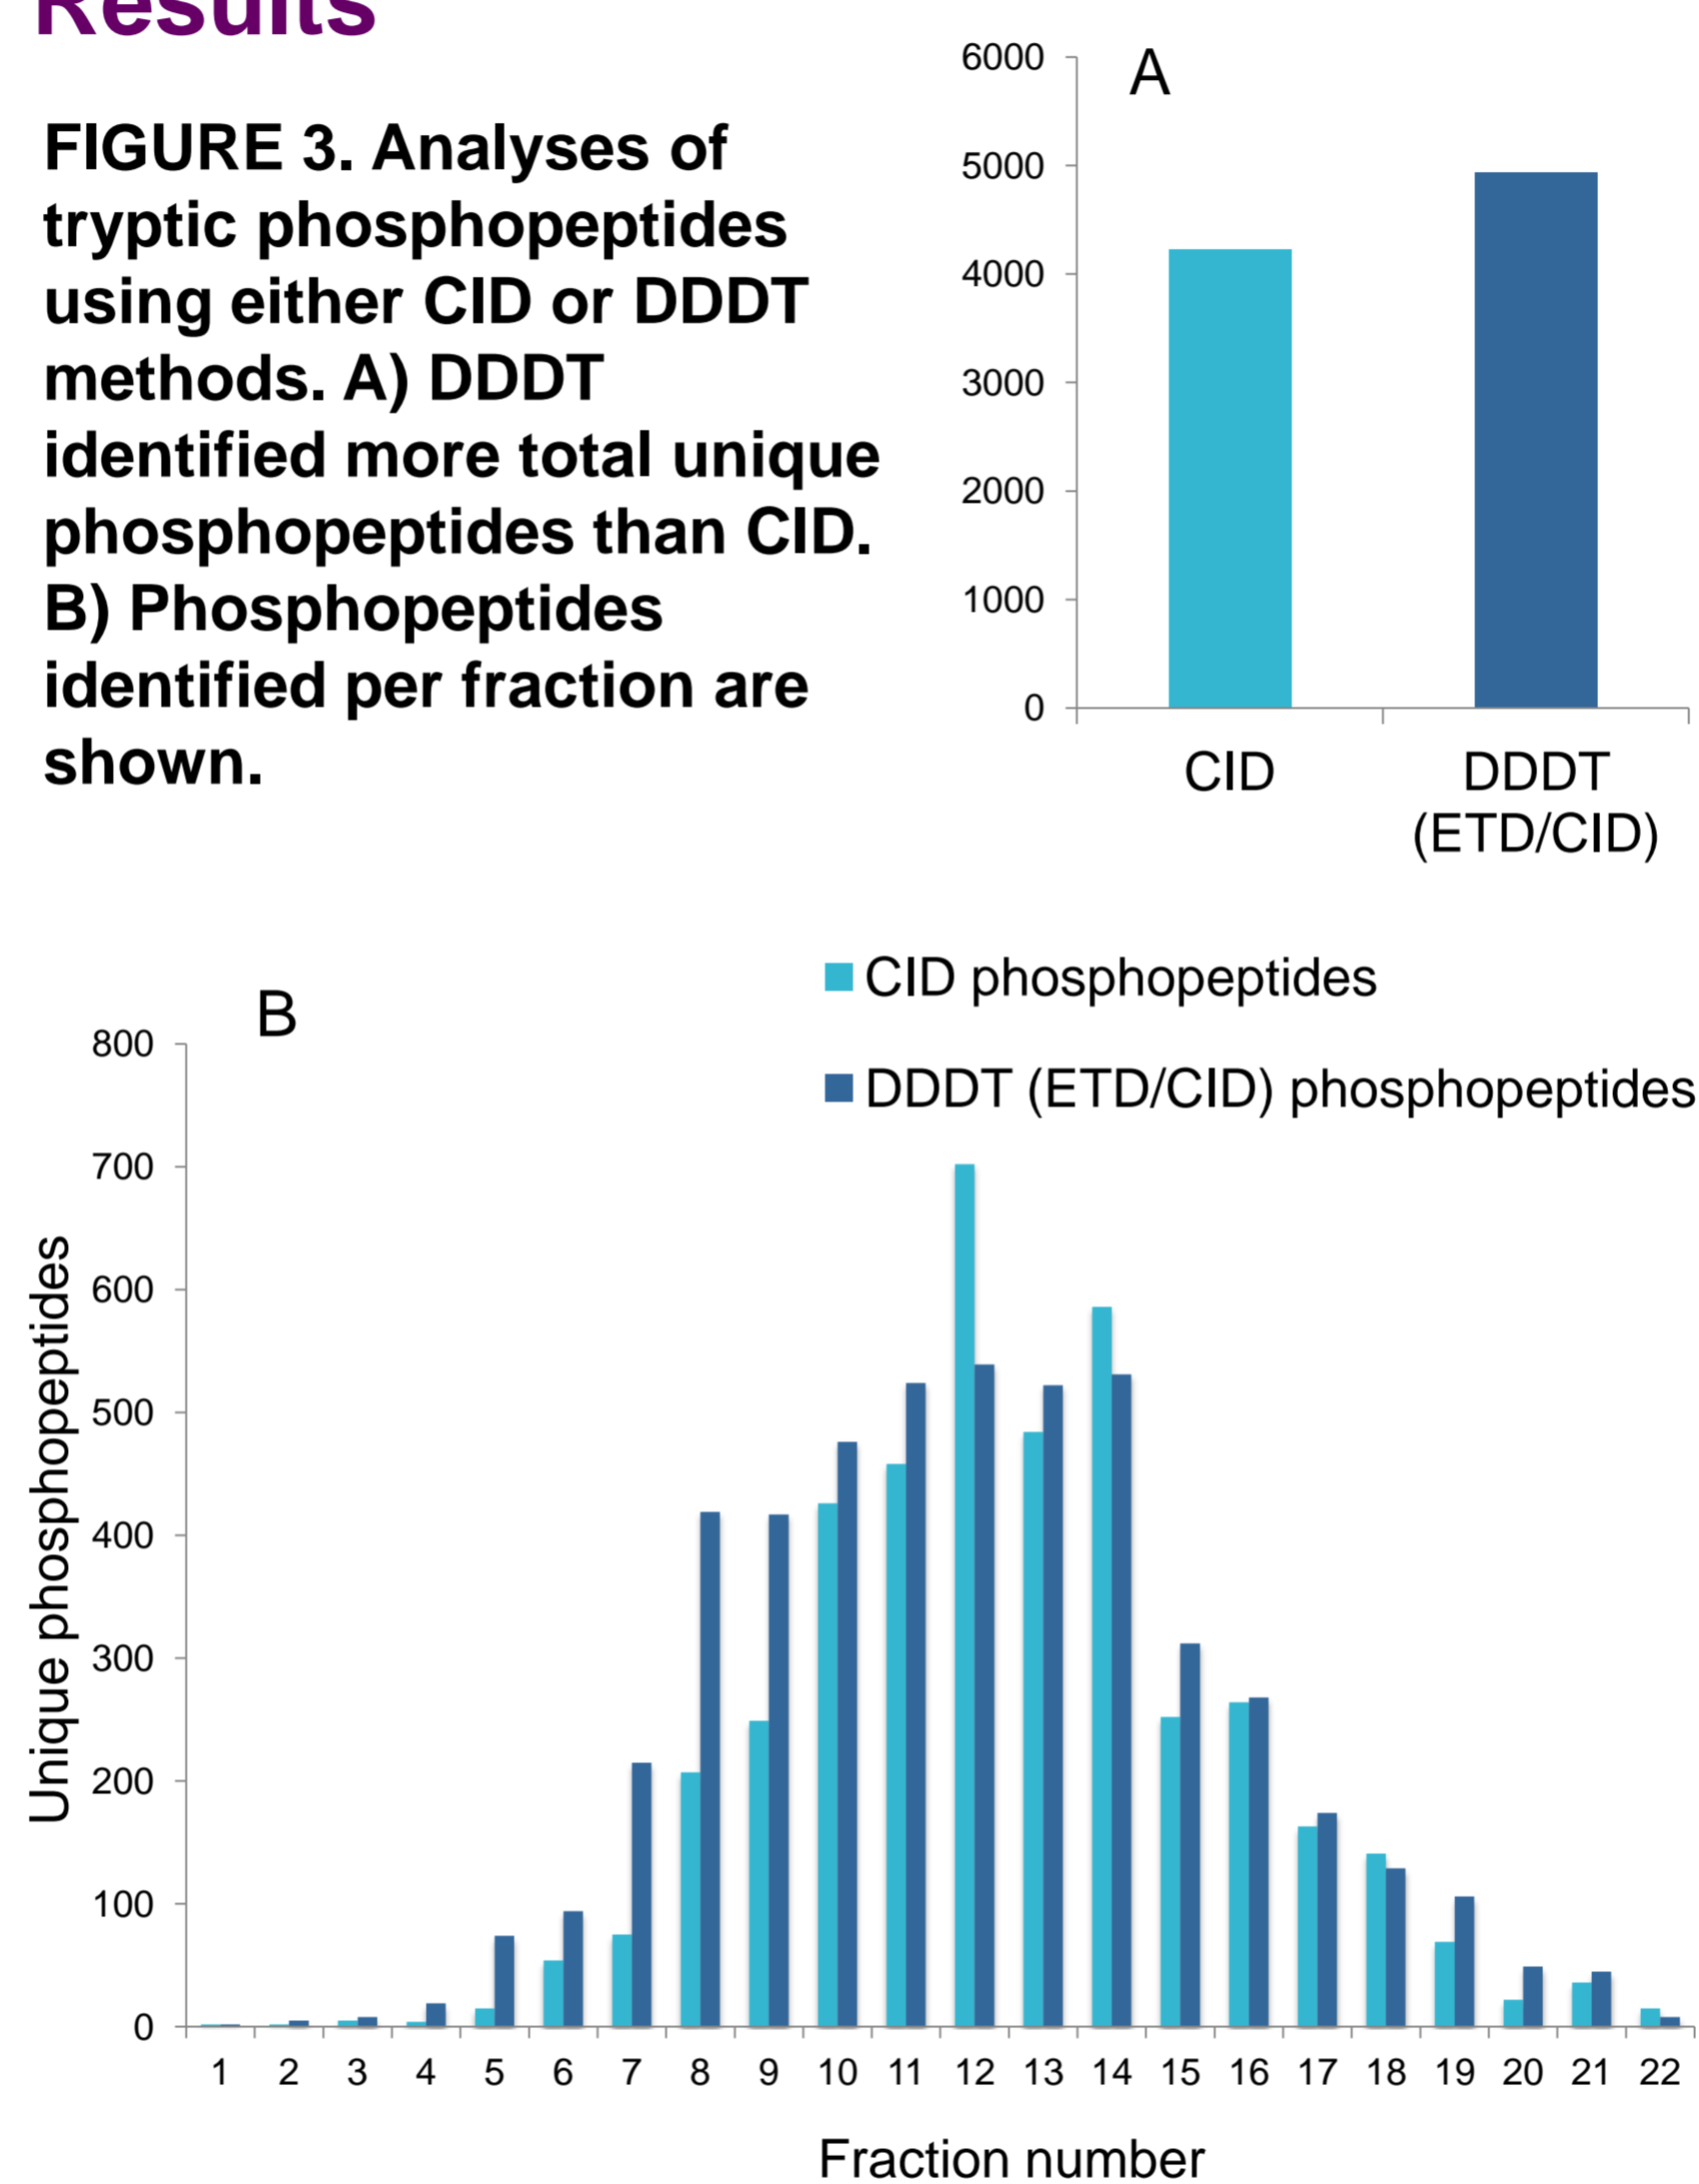 Results
FIGURE 3. Analyses of
tryptic phosphopeptides
using either CID or DDDT
methods. A) DDDT
identified more total unique
phosphopeptides than CID.
B) Phosphopeptides
identified per fraction are
shown.
A
6000
5000
4000
3000
2000
1000
0
CID
DDDT
(ETD/CID)
B
CID phosphopeptides
DDDT (ETD/CID) phosphopeptides
Unique phosphopeptides
800
700
600
500
400
300
200
100
0
1 2 3 4 5 6 7 8 9 10 11 12 13 14 15 16 17 18 19 20 21 22
Fraction number